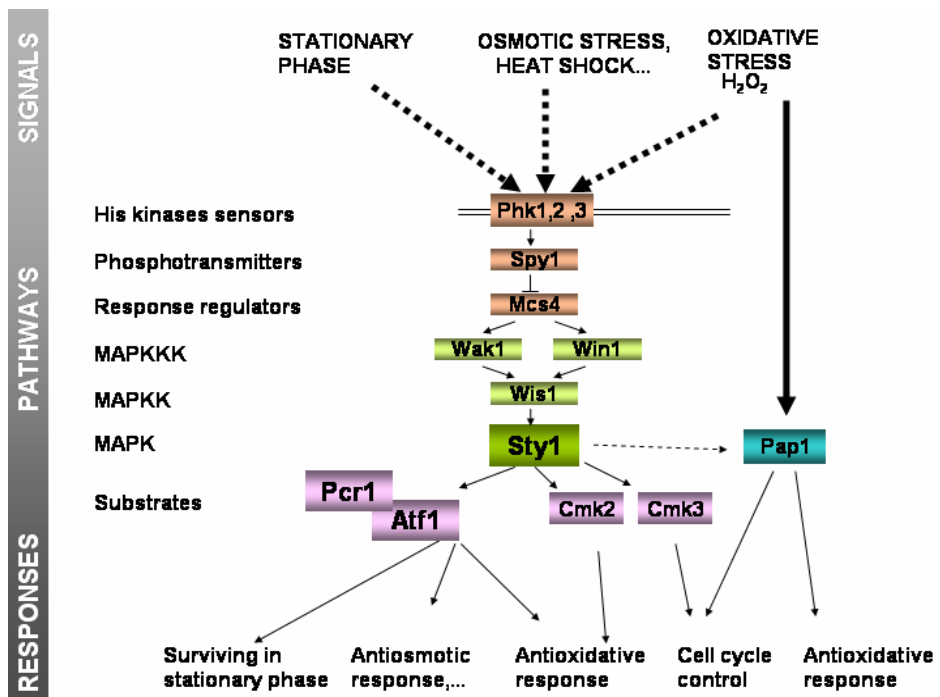 SIGNALS
STATIONARY
PHASE
OSMOTIC STRESS,
HEAT SHOCK...
OXIDATIVE
STRESS
H₂O₂
PATHWAYS
His kinases sensors
Phk1,2 ,3
Phosphotransmitters
Spy1
Response regulators
Mcs4
MAPKKK
Wak1
Win1
MAPKK
Wis1
MAPK
Sty1
Pap1
Substrates
Pcr1
Atf1
Cmk2
Cmk3
RESPONSES
Surviving in
stationary phase
Antiosmotic
response,...
Antioxidative
response
Cell cycle
control
Antioxidative
response